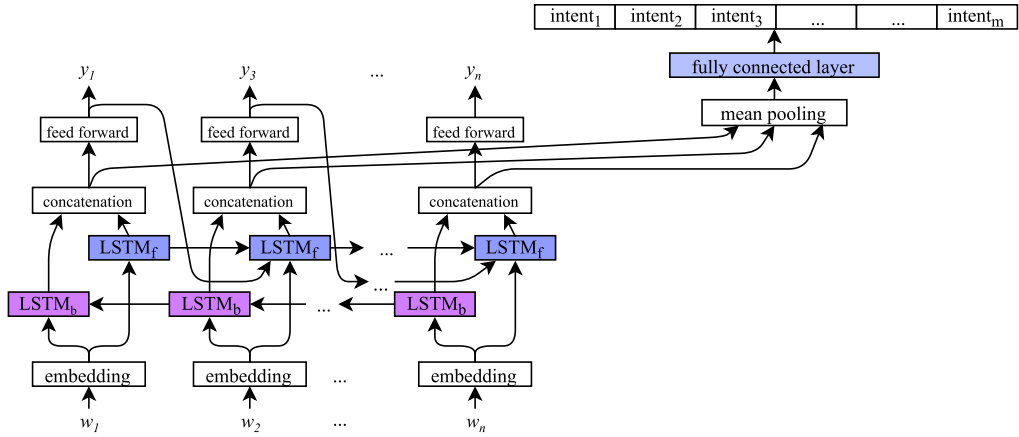 intent1 intent2 intent3 ... ... intentm
fully connected layer
y1 y3 ... yn
mean pooling
feed forward feed forward feed forward
concatenation concatenation concatenation
LSTMf LSTMf ... LSTMf
...
LSTMb LSTMb ... LSTMb
embedding embedding ... embedding
w1 w2 ... wn